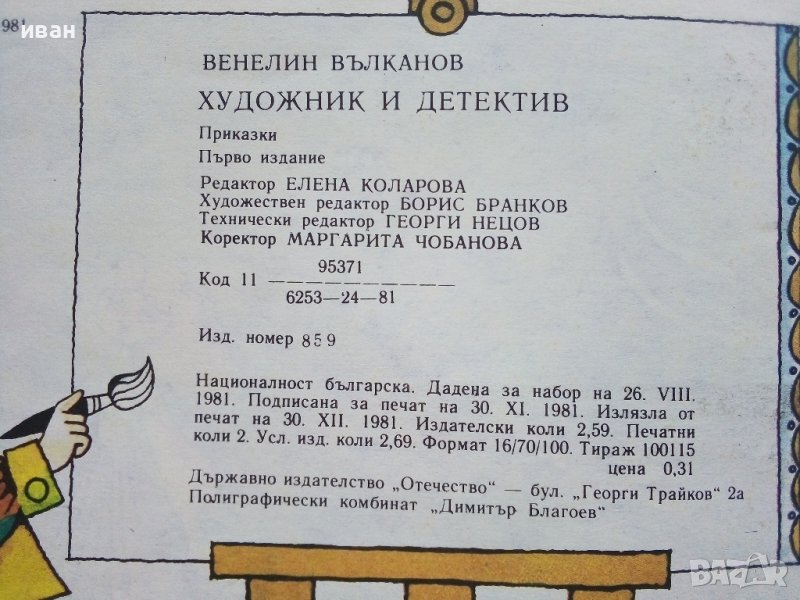 981
иван
ВЕНЕЛИН ВЪЛКАНОВ
ХУДОЖНИК И ДЕТЕКТИВ
Приказки
Първо издание
Редактор ЕЛЕНА КОЛАРОВА
Художествен редактор БОРИС БРАНКОВ
Технически редактор ГЕОРГИ НЕЦОВ
Коректор МАРГАРИТА ЧОБАНОВА
95371
Код 11 ——————————
6253—24—81
Изд. номер 859
Националност българска. Дадена за набор на 26. VIII.
1981. Подписана за печат на 30. XI. 1981. Излязла от
печат на 30. XII. 1981. Издателски коли 2,59. Печатни
коли 2. Усл. изд. коли 2,69. Формат 16/70/100. Тираж 100115
цена 0,31
Държавно издателство „Отечество“ — бул. „Георги Трайков“ 2а
Полиграфически комбинат „Димитър Благоев“
BAZAR